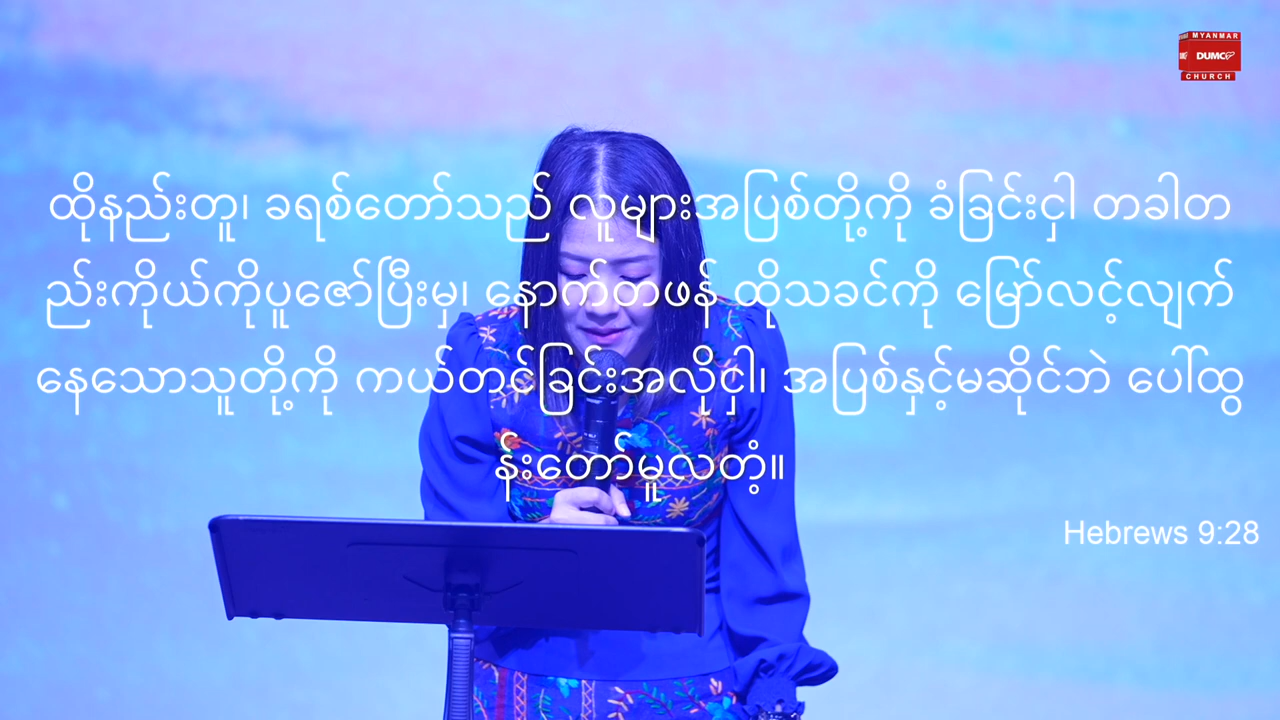 MYANMAR
DUMC
CHURCH
ထိုနည်းတူ၊ ခရစ်တော်သည် လူများအပြစ်တို့ကို ခံခြင်းငှါ တခါတ
ည်းကိုယ်ကိုပူဇော်ပြီးမှ၊ နောက်တဖန် ထိုသခင်ကို မြော်လင့်လျက်
နေသောသူတို့ကို ကယ်တင်ခြင်းအလိုငှါ၊ အပြစ်နှင့်မဆိုင်ဘဲ ပေါ်ထွ
န်းတော်မူလတံ့။
Hebrews 9:28